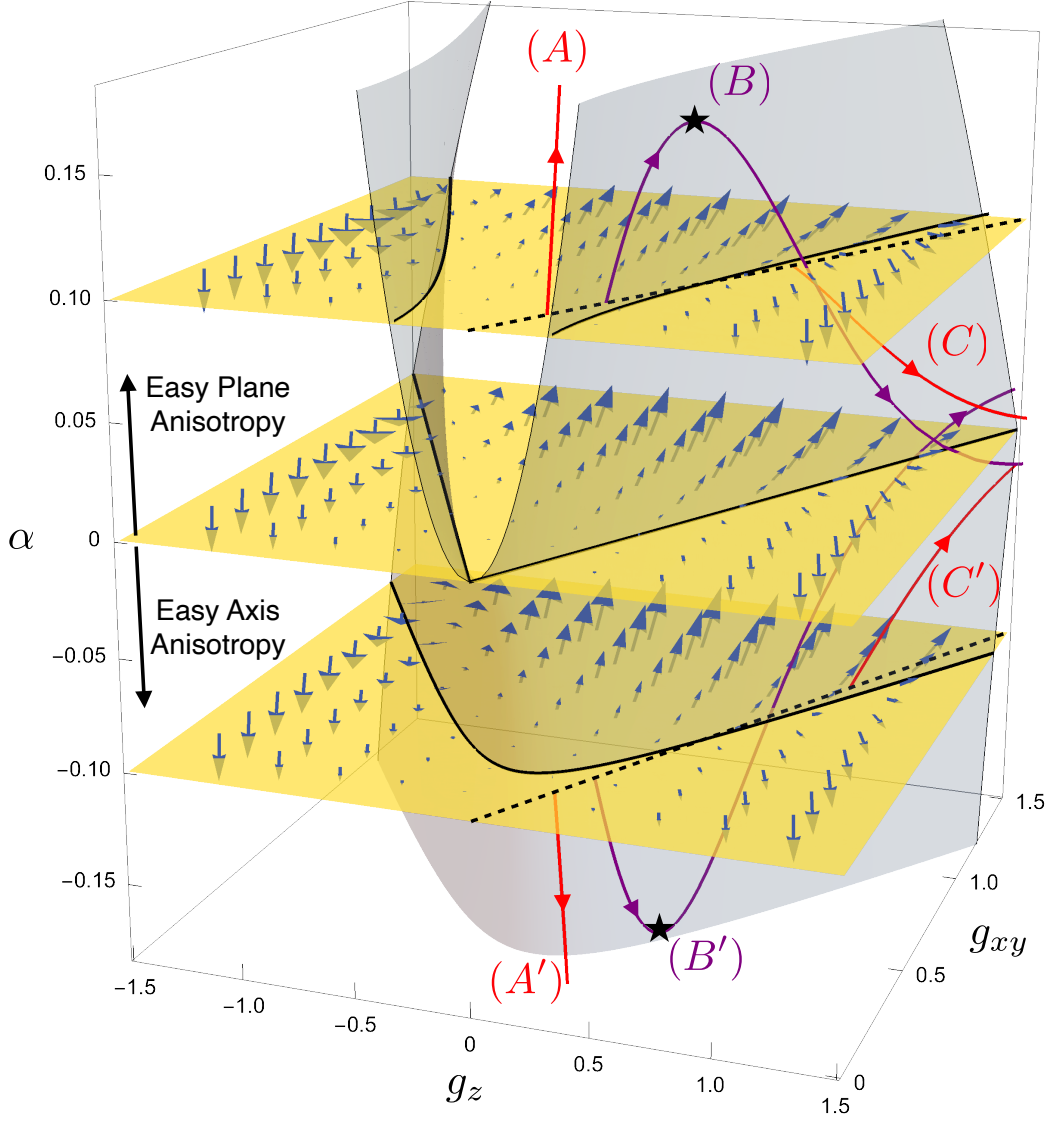 (A)
(B)
0.15
0.10
(C)
0.05
Easy Plane
Anisotropy
α
0
(C′)
Easy Axis
Anisotropy
−0.05
−0.10
−0.15
(A′)
(B′)
1.5
1.0
g_{xy}
0.5
0
−1.5
−1.0
−0.5
0
0.5
1.0
1.5
g_z